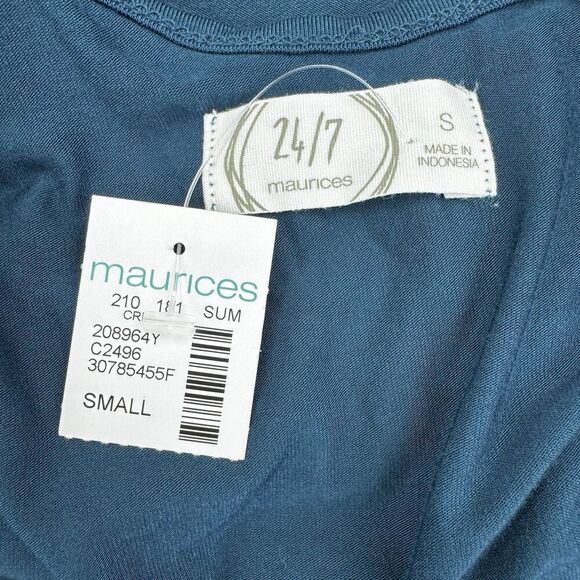 24/7
maurices
S
MADE IN
INDONESIA
maurices
210 181 SUM
208964Y
C2496
30785455F
SMALL